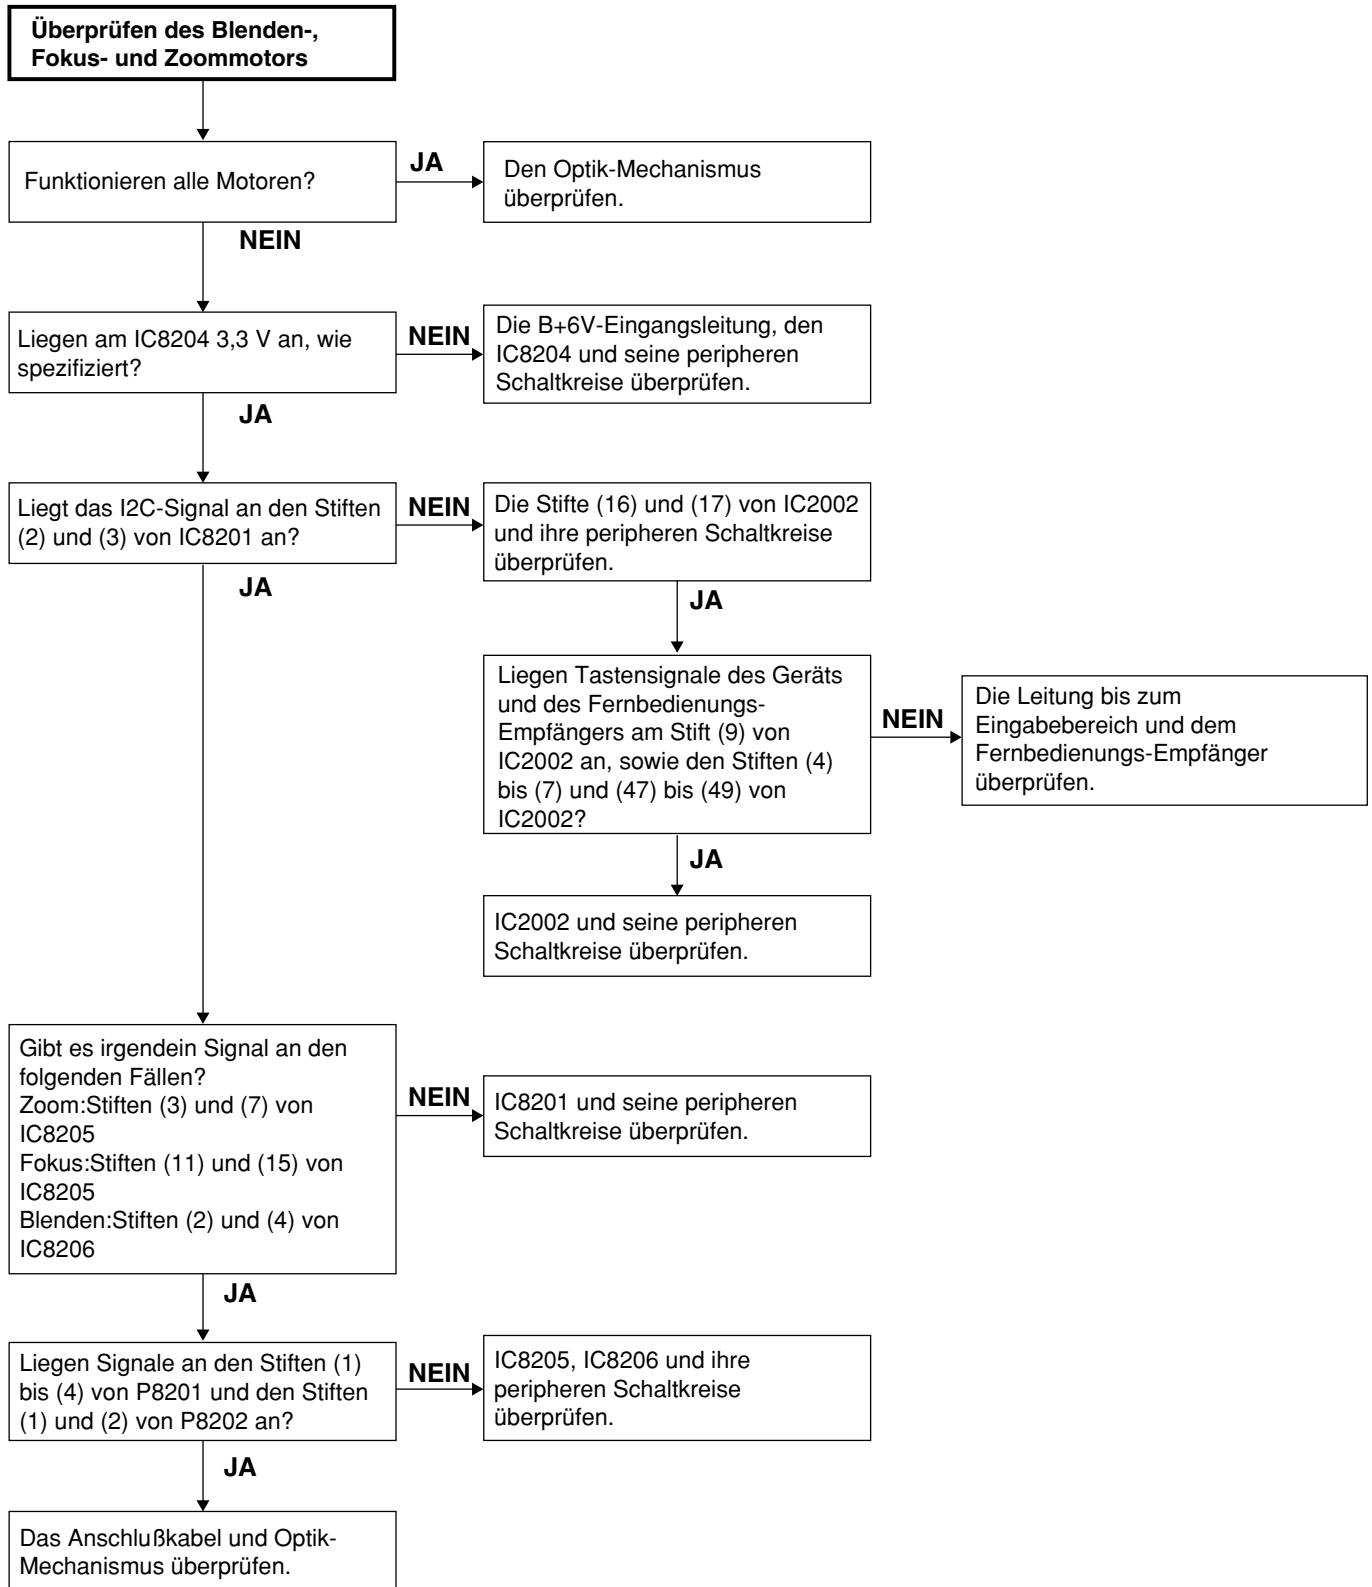 Überprüfen des Blenden-,
Fokus- und Zoommotors
Funktionieren alle Motoren?
JA
Den Optik-Mechanismus
überprüfen.
NEIN
Liegen am IC8204 3,3 V an, wie
spezifiziert?
NEIN
Die B+6V-Eingangsleitung, den
IC8204 und seine peripheren
Schaltkreise überprüfen.
JA
Liegt das I2C-Signal an den Stiften
(2) und (3) von IC8201 an?
NEIN
Die Stifte (16) und (17) von IC2002
und ihre peripheren Schaltkreise
überprüfen.
JA
JA
Liegen Tastensignale des Geräts
und des Fernbedienungs-
Empfängers am Stift (9) von
IC2002 an, sowie den Stiften (4)
bis (7) und (47) bis (49) von
IC2002?
NEIN
Die Leitung bis zum
Eingabebereich und dem
Fernbedienungs-Empfänger
überprüfen.
JA
IC2002 und seine peripheren
Schaltkreise überprüfen.
Gibt es irgendein Signal an den
folgenden Fällen?
Zoom:Stiften (3) und (7) von
IC8205
Fokus:Stiften (11) und (15) von
IC8205
Blenden:Stiften (2) und (4) von
IC8206
NEIN
IC8201 und seine peripheren
Schaltkreise überprüfen.
JA
Liegen Signale an den Stiften (1)
bis (4) von P8201 und den Stiften
(1) und (2) von P8202 an?
NEIN
IC8205, IC8206 und ihre
peripheren Schaltkreise
überprüfen.
JA
Das Anschlußkabel und Optik-
Mechanismus überprüfen.